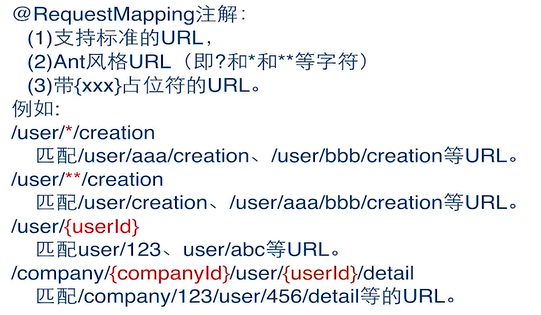 @RequestMapping注解：
(1)支持标准的URL，
(2)Ant风格URL（即?和*和**等字符）
(3)带{xxx}占位符的URL。
例如:
/user/*/creation
匹配/user/aaa/creation、/user/bbb/creation等URL。
/user/**/creation
匹配/user/creation、/user/aaa/bbb/creation等URL。
/user/{userId}
匹配user/123、user/abc等URL。
/company/{companyId}/user/{userId}/detail
匹配/company/123/user/456/detail等的URL。